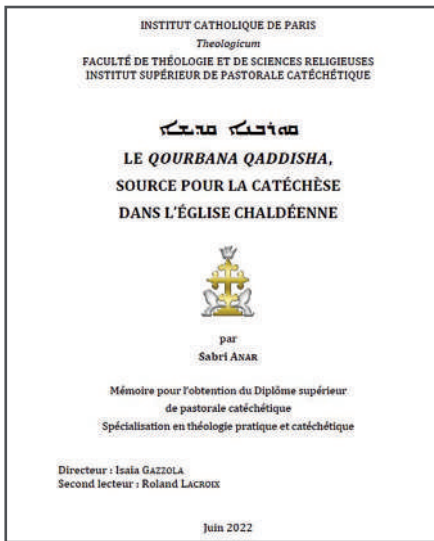 INSTITUT CATHOLIQUE DE PARIS
Theologicum
FACULTÉ DE THÉOLOGIE ET DE SCIENCES RELIGIEUSES
INSTITUT SUPÉRIEUR DE PASTORALE CATÉCHÉTIQUE
ܩܘܪܒܢܐ ܩܕܝܫܐ
LE QOURBANA QADDISHA,
SOURCE POUR LA CATÉCHÈSE
DANS L'ÉGLISE CHALDÉENNE
par
Sabri ANAR
Mémoire pour l'obtention du Diplôme supérieur
de pastorale catéchétique
Spécialisation en théologie pratique et catéchétique
Directeur : Isaia GAZZOLA
Second lecteur : Roland LACROIX
Juin 2022